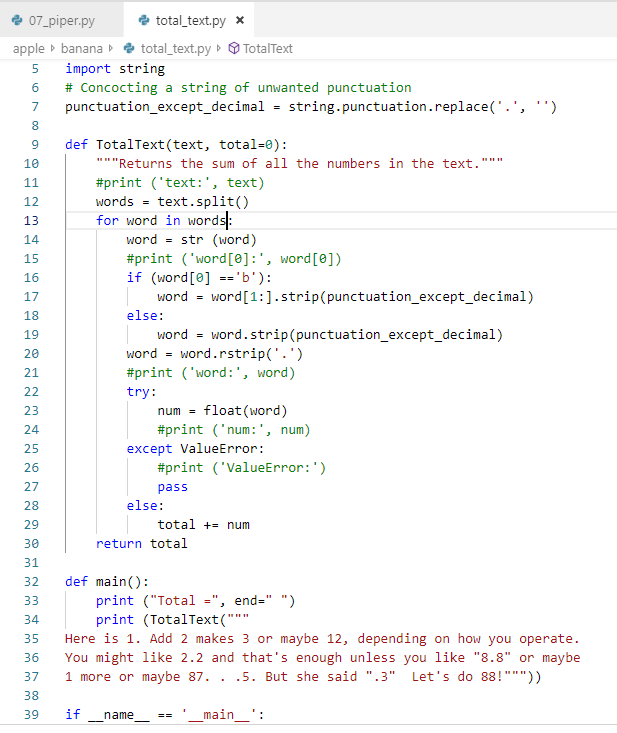 07_piper.py total_text.py ×
apple banana total_text.py TotalText
5 import string
6 # Concocting a string of unwanted punctuation
7 punctuation_except_decimal = string.punctuation.replace('.', '')
8
9 def TotalText(text, total=0):
10     """Returns the sum of all the numbers in the text."""
11     #print ('text:', text)
12     words = text.split()
13     for word in words:
14         word = str (word)
15         #print ('word[0]:', word[0])
16         if (word[0] =='b'):
17             word = word[1:].strip(punctuation_except_decimal)
18         else:
19             word = word.strip(punctuation_except_decimal)
20         word = word.rstrip('.')
21         #print ('word:', word)
22         try:
23             num = float(word)
24             #print ('num:', num)
25         except ValueError:
26             #print ('ValueError:')
27             pass
28         else:
29             total += num
30     return total
31
32 def main():
33     print ("Total =", end=" ")
34     print (TotalText("""
35 Here is 1. Add 2 makes 3 or maybe 12, depending on how you operate.
36 You might like 2.2 and that's enough unless you like "8.8" or maybe
37 1 more or maybe 87. . .5. But she said ".3"  Let's do 88!"""))
38
39 if __name__ == '__main__':